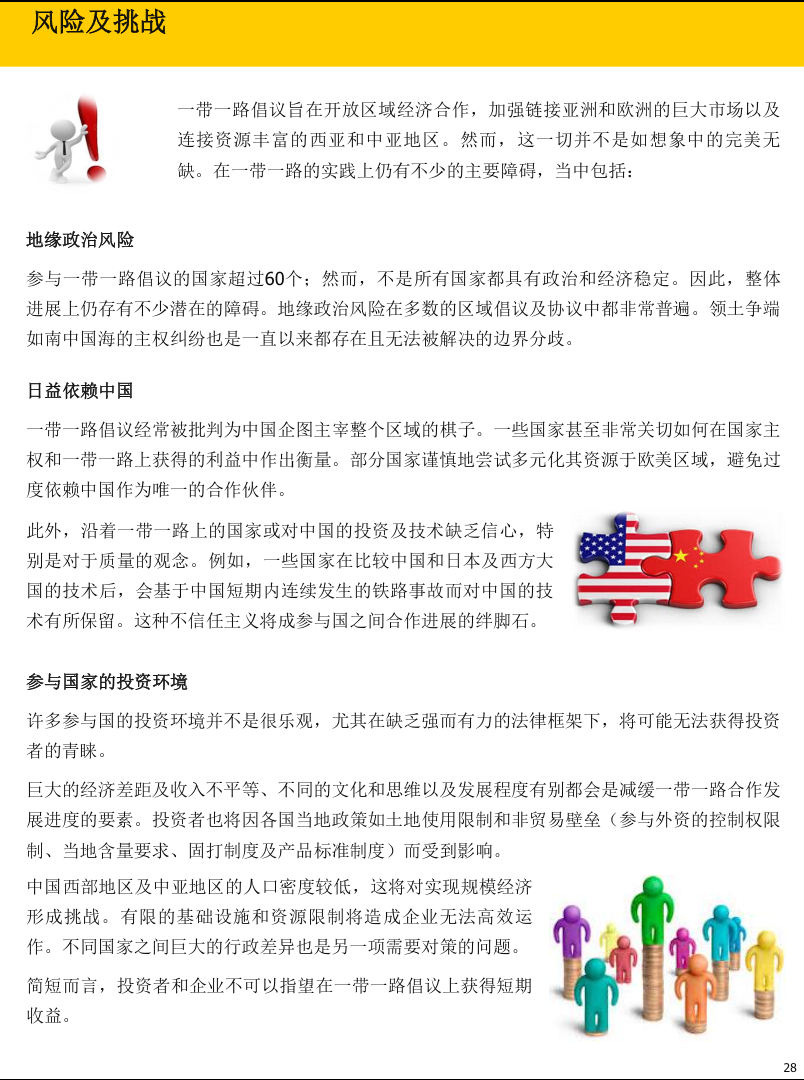 风险及挑战
一带一路倡议旨在开放区域经济合作，加强链接亚洲和欧洲的巨大市场以及
连接资源丰富的西亚和中亚地区。然而，这一切并不是如想象中的完美无
缺。在一带一路的实践上仍有不少的主要障碍，当中包括：
地缘政治风险
参与一带一路倡议的国家超过60个；然而，不是所有国家都具有政治和经济稳定。因此，整体
进展上仍存有不少潜在的障碍。地缘政治风险在多数的区域倡议及协议中都非常普遍。领土争端
如南中国海的主权纠纷也是一直以来都存在且无法被解决的边界分歧。
日益依赖中国
一带一路倡议经常被批判为中国企图主宰整个区域的棋子。一些国家甚至非常关切如何在国家主
权和一带一路上获得的利益中作出衡量。部分国家谨慎地尝试多元化其资源于欧美区域，避免过
度依赖中国作为唯一的合作伙伴。
此外，沿着一带一路上的国家或对中国的投资及技术缺乏信心，特
别是对于质量的观念。例如，一些国家在比较中国和日本及西方大
国的技术后，会基于中国短期内连续发生的铁路事故而对中国的技
术有所保留。这种不信任主义将成参与国之间合作进展的绊脚石。
参与国家的投资环境
许多参与国的投资环境并不是很乐观，尤其在缺乏强而有力的法律框架下，将可能无法获得投资
者的青睐。
巨大的经济差距及收入不平等、不同的文化和思维以及发展程度有别都会是减缓一带一路合作发
展进度的要素。投资者也将因各国当地政策如土地使用限制和非贸易壁垒（参与外资的控制权限
制、当地含量要求、固打制度及产品标准制度）而受到影响。
中国西部地区及中亚地区的人口密度较低，这将对实现规模经济
形成挑战。有限的基础设施和资源限制将造成企业无法高效运
作。不同国家之间巨大的行政差异也是另一项需要对策的问题。
简短而言，投资者和企业不可以指望在一带一路倡议上获得短期
收益。
28